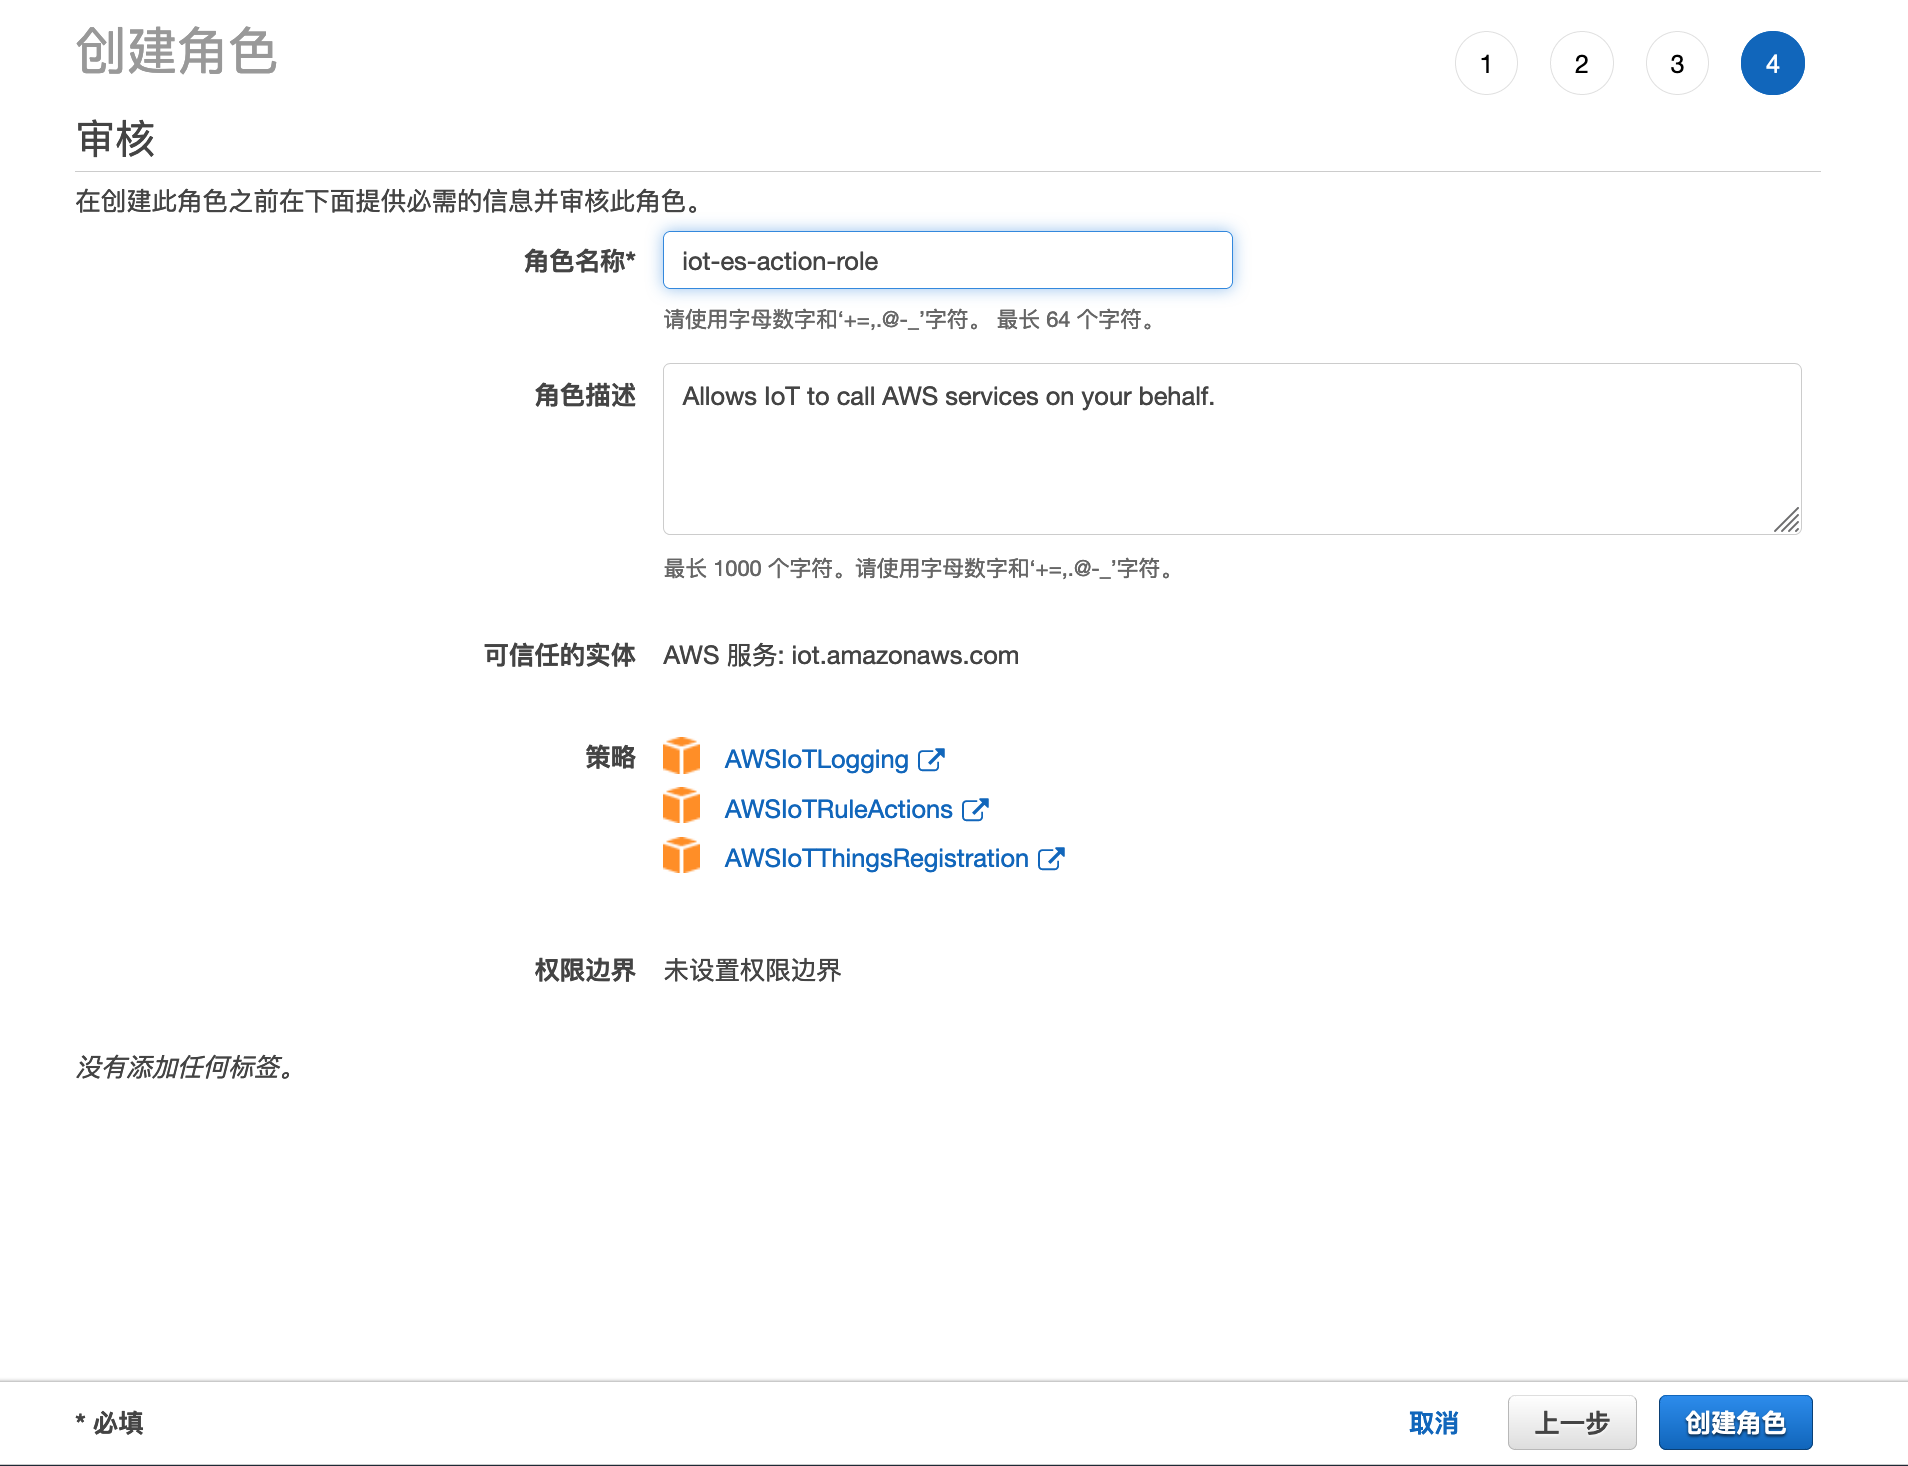 创建角色
1 2 3 4
审核
在创建此角色之前在下面提供必需的信息并审核此角色。
角色名称* iot-es-action-role
请使用字母数字和‘+=,.@-_’字符。 最长 64 个字符。
角色描述 Allows IoT to call AWS services on your behalf.
最长 1000 个字符。请使用字母数字和‘+=,.@-_’字符。
可信任的实体 AWS 服务: iot.amazonaws.com
策略 AWSIoTLogging
AWSIoTRuleActions
AWSIoTThingsRegistration
权限边界 未设置权限边界
没有添加任何标签。
* 必填 取消 上一步 创建角色